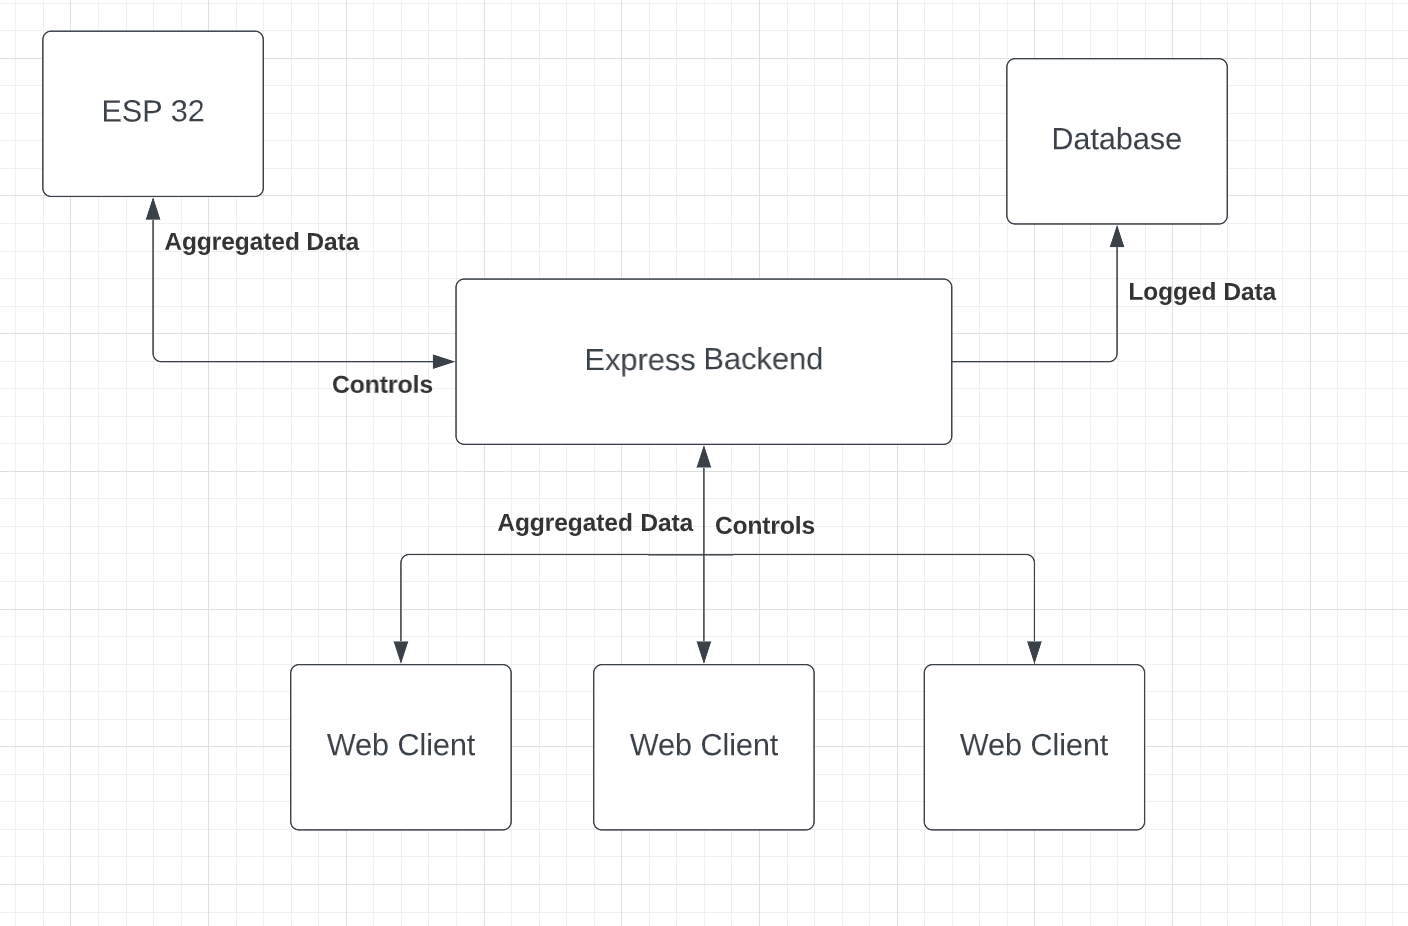 ESP 32
Database
Aggregated Data
Logged Data
Express Backend
Controls
Aggregated Data
Controls
Web Client
Web Client
Web Client